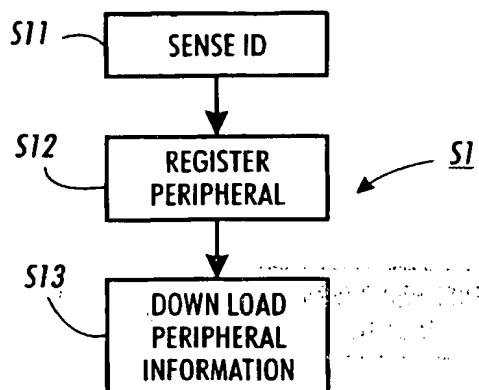 S11
SENSE ID
S12
REGISTER
PERIPHERAL
S1
S13
DOWN LOAD
PERIPHERAL
INFORMATION